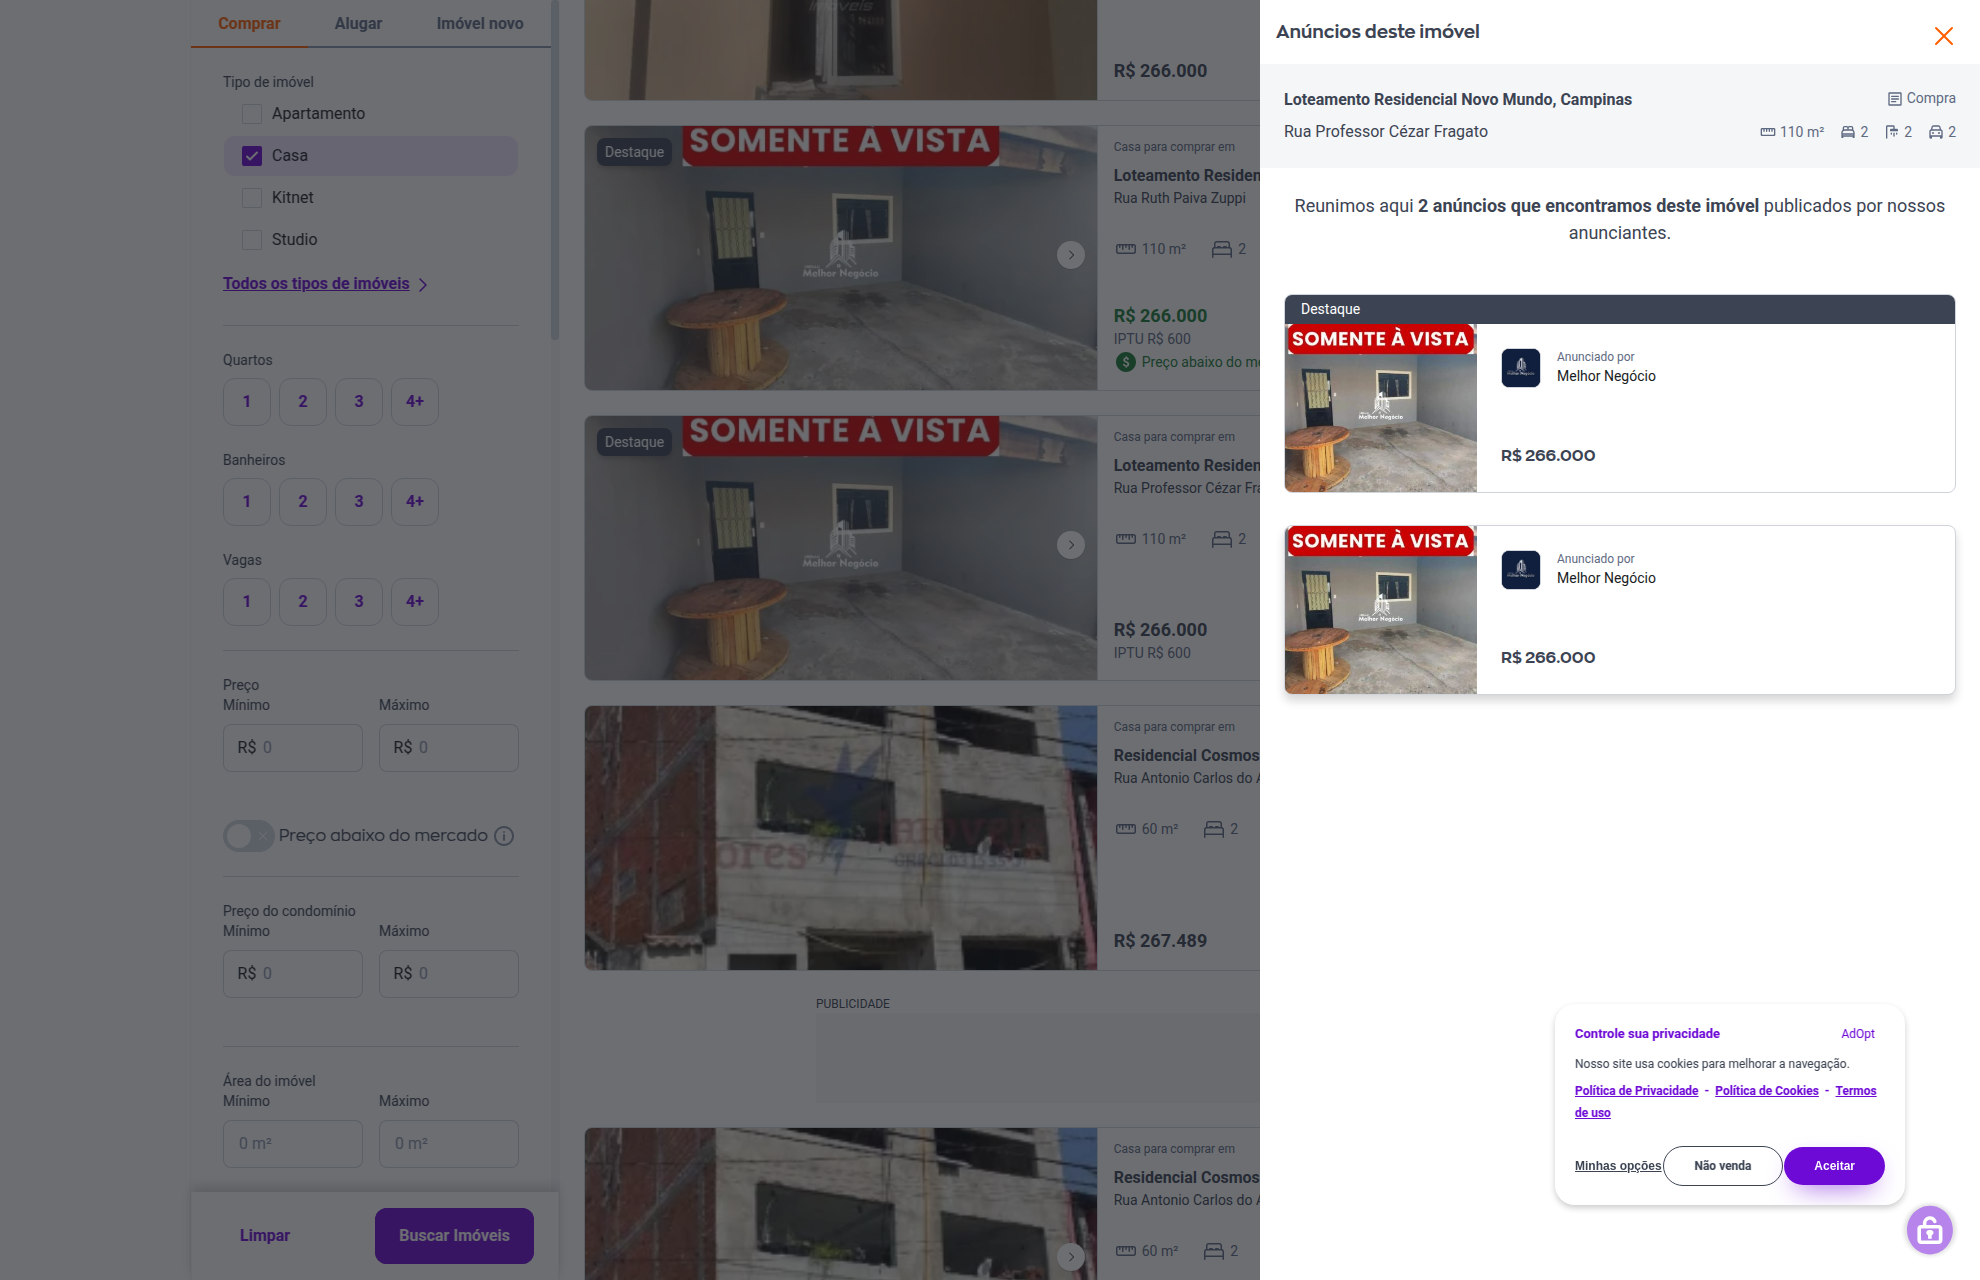 Comprar
Alugar
Imóvel novo
Tipo de imóvel
Apartamento
Casa
Kitnet
Studio
Todos os tipos de imóveis
Quartos
1
2
3
4+
Banheiros
1
2
3
4+
Vagas
1
2
3
4+
Preço
Mínimo
Máximo
R$ 0
R$ 0
Preço abaixo do mercado
Preço do condomínio
Mínimo
Máximo
R$ 0
R$ 0
Área do imóvel
Mínimo
Máximo
0 m²
0 m²
Limpar
Buscar Imóveis
imóveis
R$ 266.000
Destaque
SOMENTE À VISTA
Melhor Negócio
Casa para comprar em
Loteamento Residen
Rua Ruth Paiva Zuppi
110 m²
2
R$ 266.000
IPTU R$ 600
Preço abaixo do me
Destaque
SOMENTE À VISTA
Melhor Negócio
Casa para comprar em
Loteamento Residen
Rua Professor Cézar Fra
110 m²
2
R$ 266.000
IPTU R$ 600
Casa para comprar em
Residencial Cosmos
Rua Antonio Carlos do A
60 m²
2
R$ 267.489
PUBLICIDADE
Casa para comprar em
Residencial Cosmos
Rua Antonio Carlos do A
60 m²
2
Anúncios deste imóvel
Loteamento Residencial Novo Mundo, Campinas
Compra
Rua Professor Cézar Fragato
110 m²
2
2
2
Reunimos aqui 2 anúncios que encontramos deste imóvel publicados por nossos
anunciantes.
Destaque
SOMENTE À VISTA
Melhor Negócio
Anunciado por
Melhor Negócio
R$ 266.000
SOMENTE À VISTA
Melhor Negócio
Anunciado por
Melhor Negócio
R$ 266.000
Controle sua privacidade
AdOpt
Nosso site usa cookies para melhorar a navegação.
Política de Privacidade - Política de Cookies - Termos
de uso
Minhas opções
Não venda
Aceitar